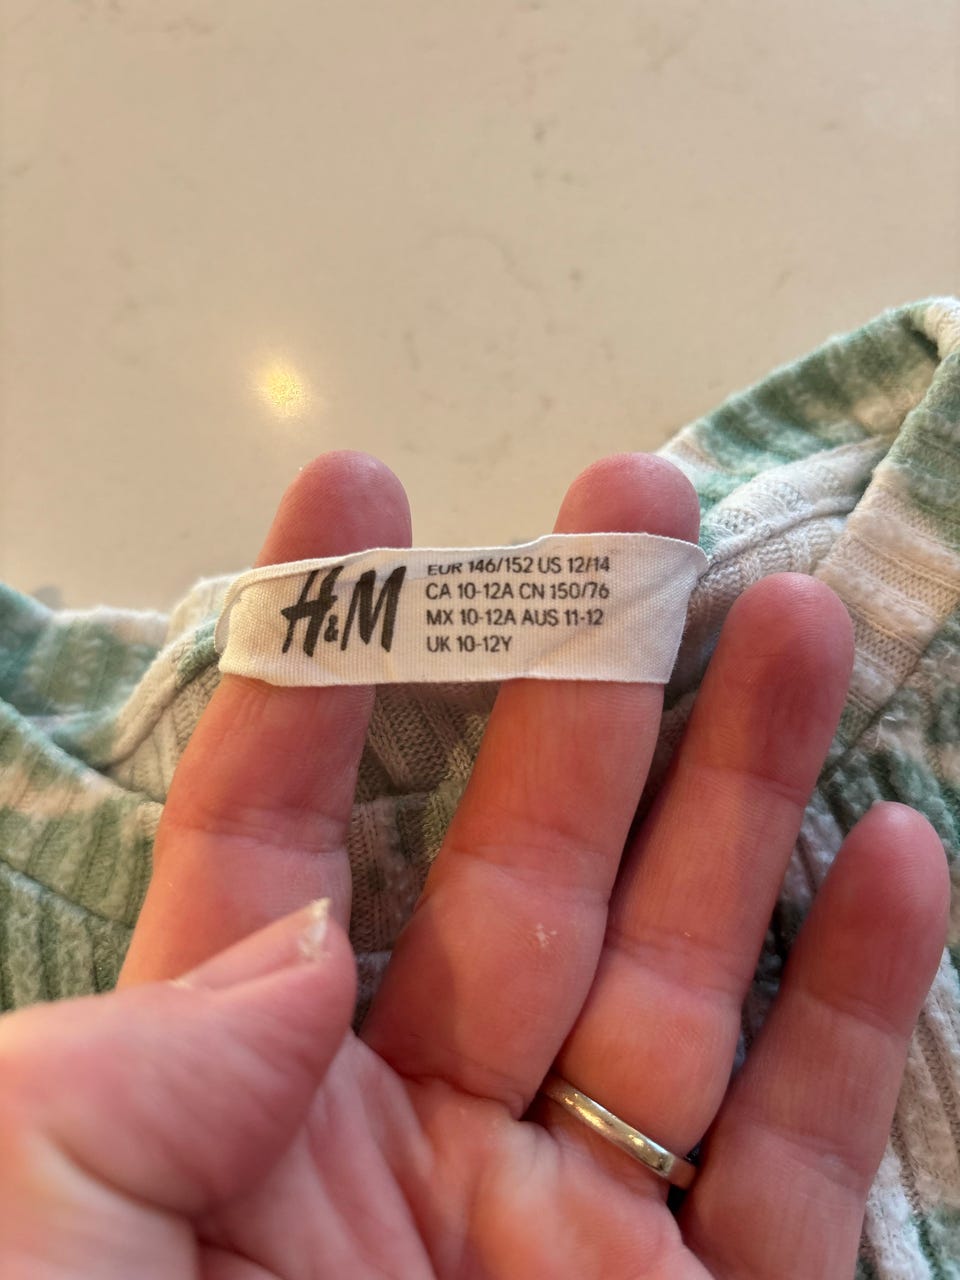 H&M
EUR 146/152 US 12/14
CA 10-12A CN 150/76
MX 10-12A AUS 11-12
UK 10-12Y